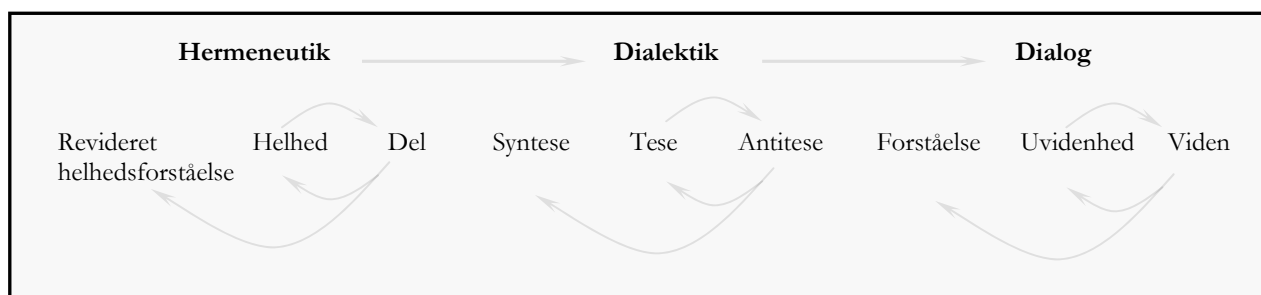 Hermeneutik Dialektik Dialog
Revideret Helhed Del Syntese Tese Antitese Forståelse Uvidenhed Viden
helhedsforståelse